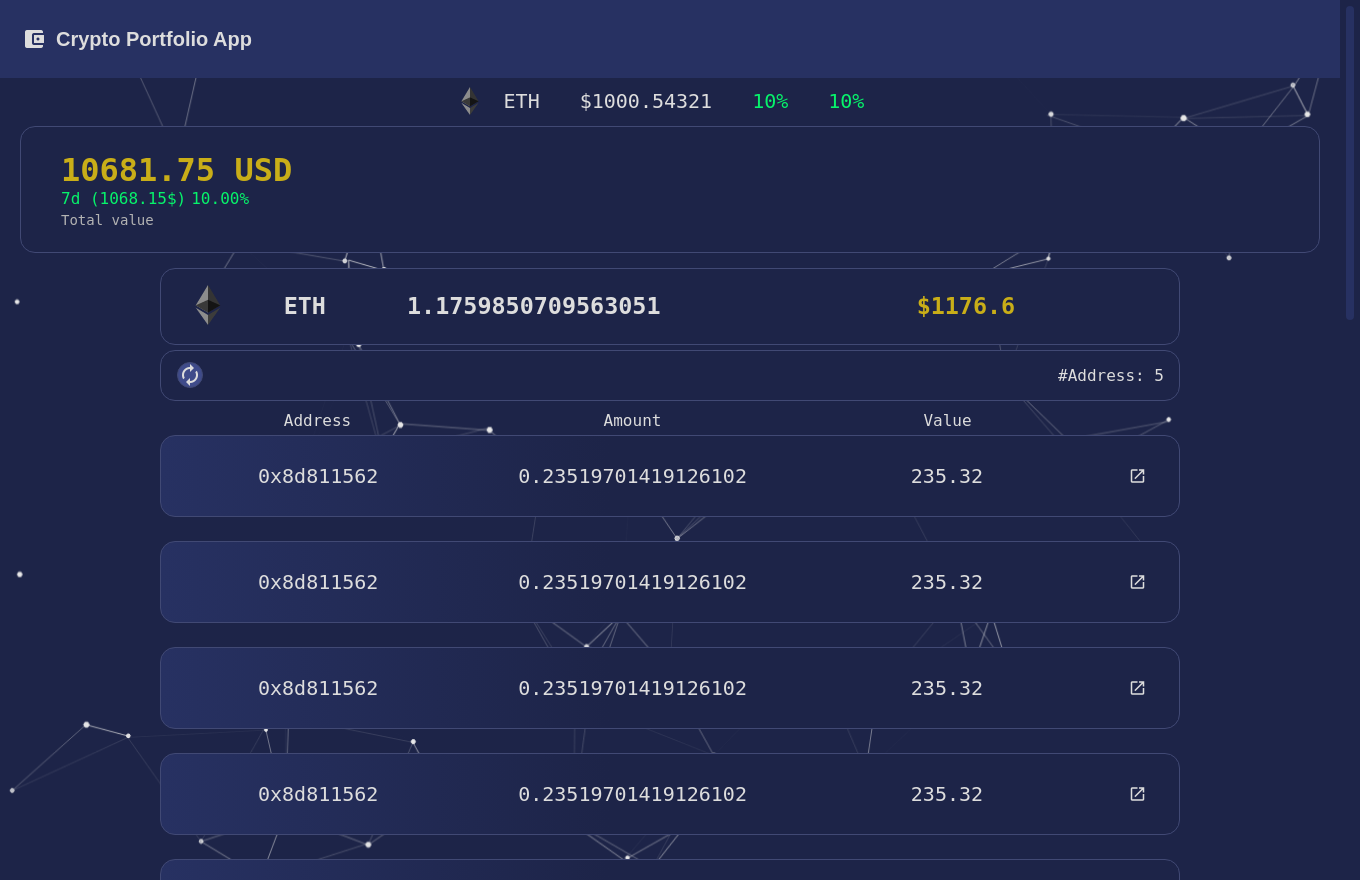 Crypto Portfolio App
ETH $1000.54321 10% 10%
10681.75 USD
7d (1068.15$) 10.00%
Total value
ETH 1.1759850709563051 $1176.6
#Address: 5
Address Amount Value
0x8d811562 0.23519701419126102 235.32
0x8d811562 0.23519701419126102 235.32
0x8d811562 0.23519701419126102 235.32
0x8d811562 0.23519701419126102 235.32